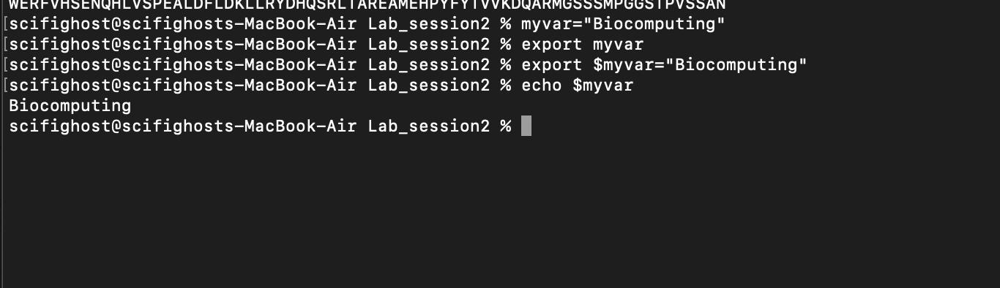 WERFVHSENQHLVSPEALDFLDKLLRYDHQSRLTAREAMEHPYFYTVVKDQARMGSSSMPGGSTPVSSAN
[scifighost@scifighosts-MacBook-Air Lab_session2 % myvar="Biocomputing"
[scifighost@scifighosts-MacBook-Air Lab_session2 % export myvar
[scifighost@scifighosts-MacBook-Air Lab_session2 % export $myvar="Biocomputing"
[scifighost@scifighosts-MacBook-Air Lab_session2 % echo $myvar
Biocomputing
scifighost@scifighosts-MacBook-Air Lab_session2 %